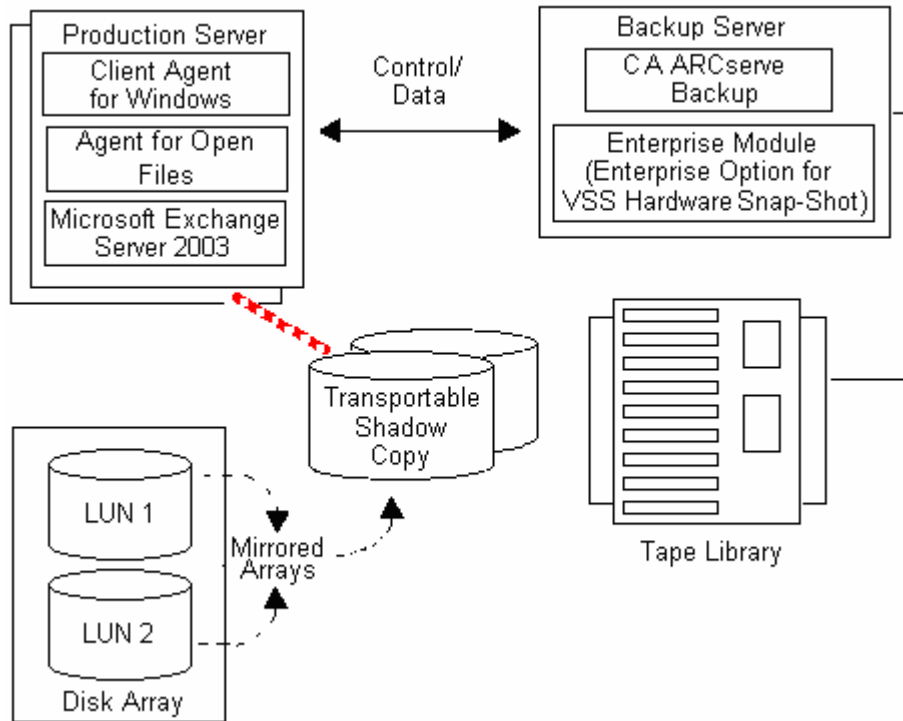 Production Server
Client Agent
for Windows
Agent for Open
Files
Microsoft Exchange
Server 2003
Control/
Data
Backup Server
CA ARCserve
Backup
Enterprise Module
(Enterprise Option for
VSS Hardware Snap-Shot)
Transportable
Shadow
Copy
LUN 1
LUN 2
Mirrored
Arrays
Disk Array
Tape Library